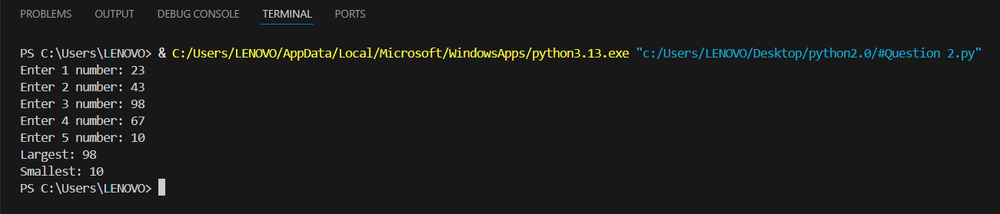 PROBLEMS OUTPUT DEBUG CONSOLE TERMINAL PORTS
PS C:\Users\LENOVO> & C:/Users/LENOVO/AppData/Local/Microsoft/WindowsApps/python3.13.exe "c:/Users/LENOVO/Desktop/python2.0/#Question 2.py"
Enter 1 number: 23
Enter 2 number: 43
Enter 3 number: 98
Enter 4 number: 67
Enter 5 number: 10
Largest: 98
Smallest: 10
PS C:\Users\LENOVO>